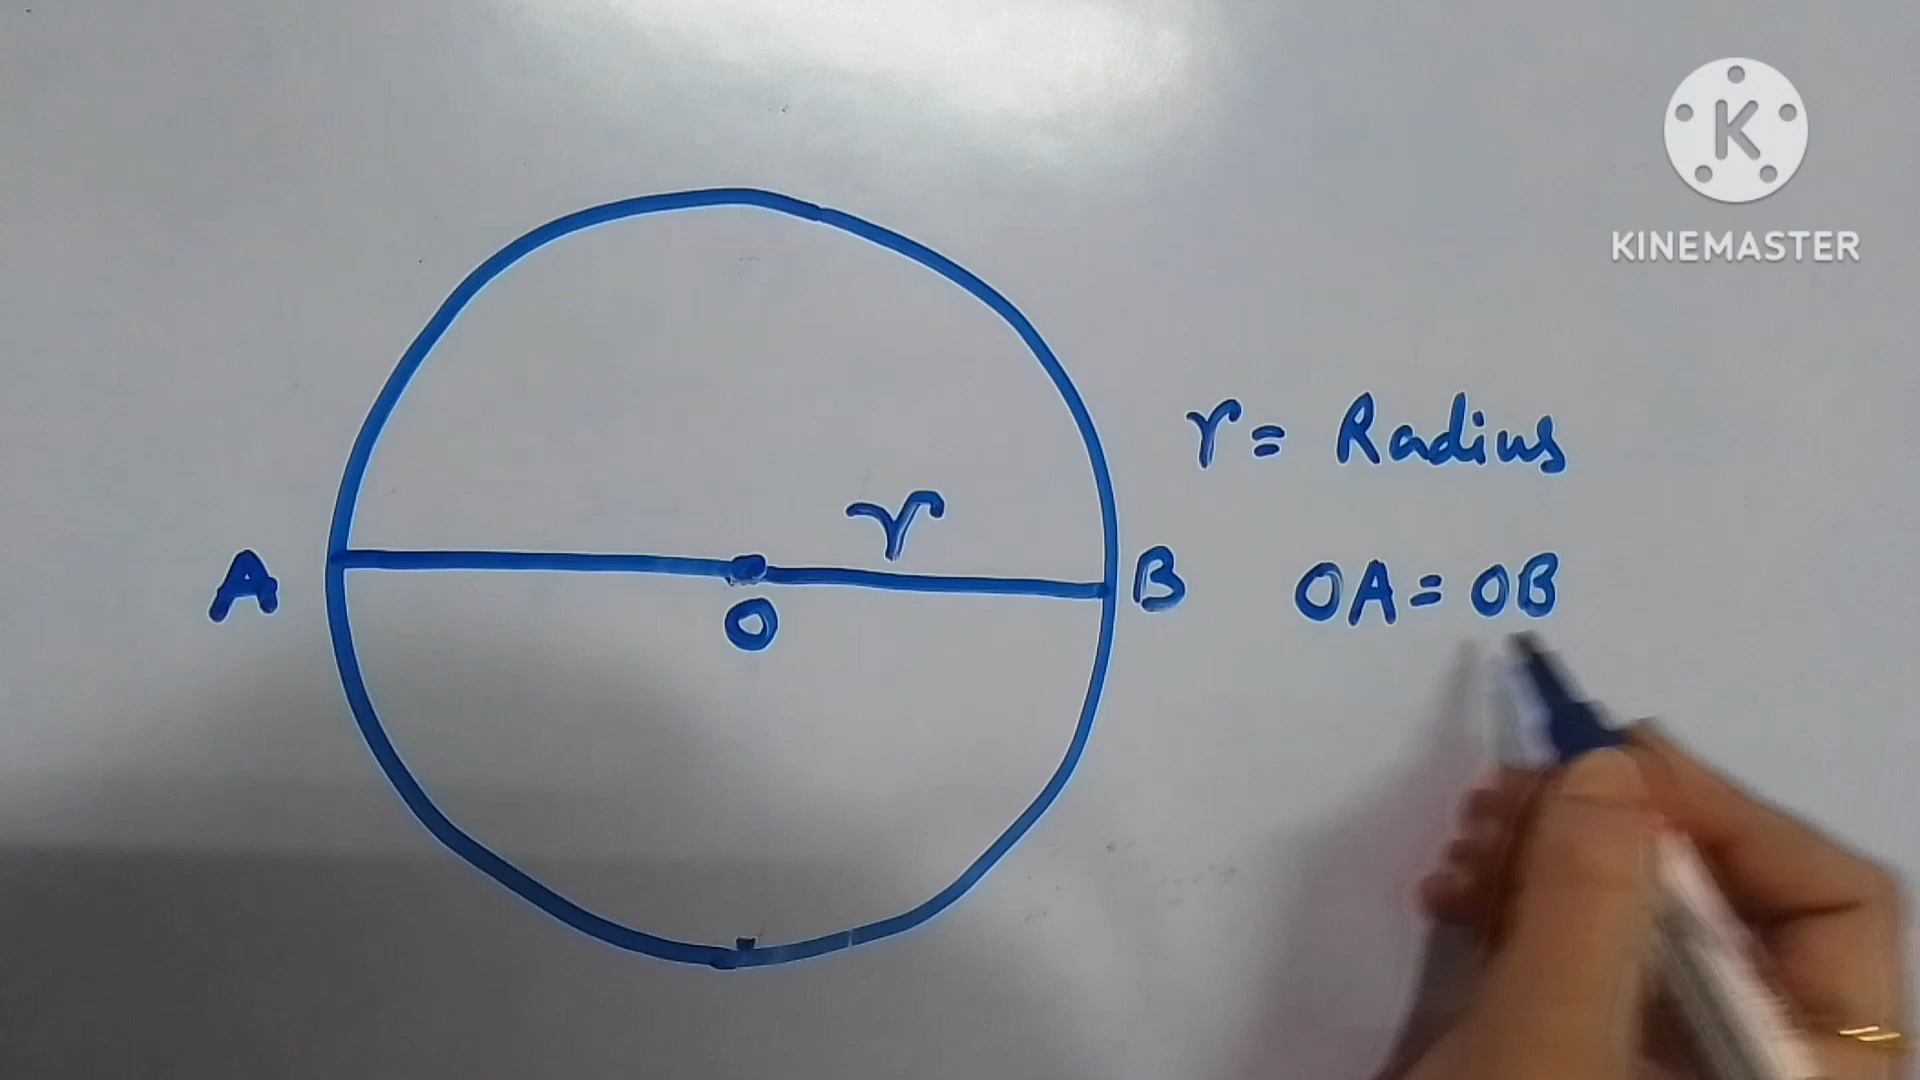 K
KINEMASTER
r = Radius
r
A
B
O
OA = OB